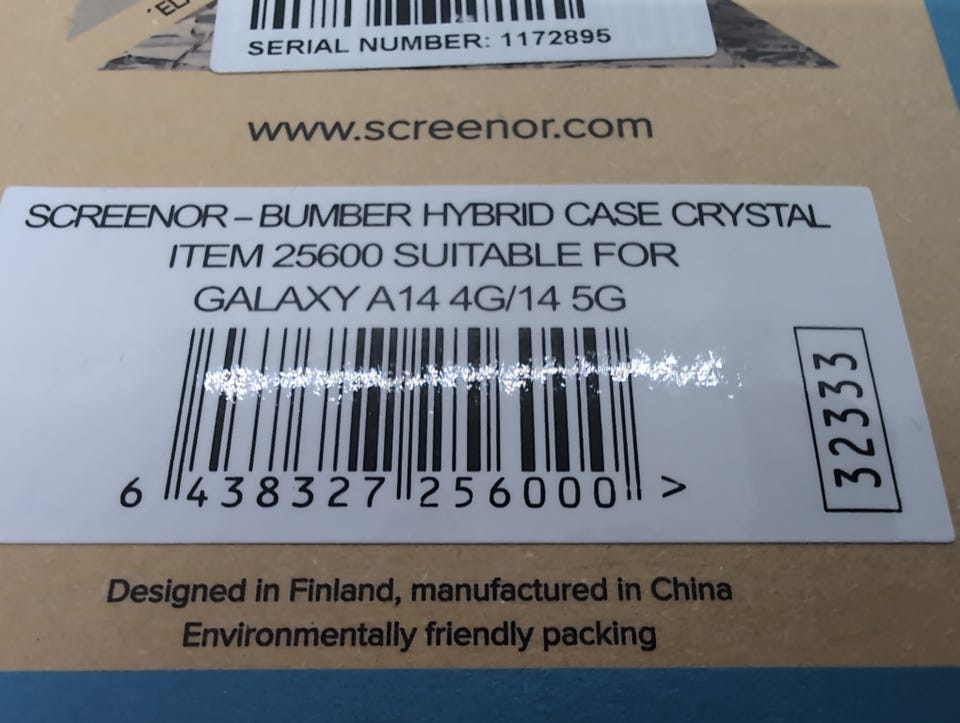 SERIAL NUMBER: 1172895
www.screenor.com
SCREENOR – BUMBER HYBRID CASE CRYSTAL
ITEM 25600 SUITABLE FOR
GALAXY A14 4G/14 5G
6 438327 256000 >
32333
Designed in Finland, manufactured in China
Environmentally friendly packing